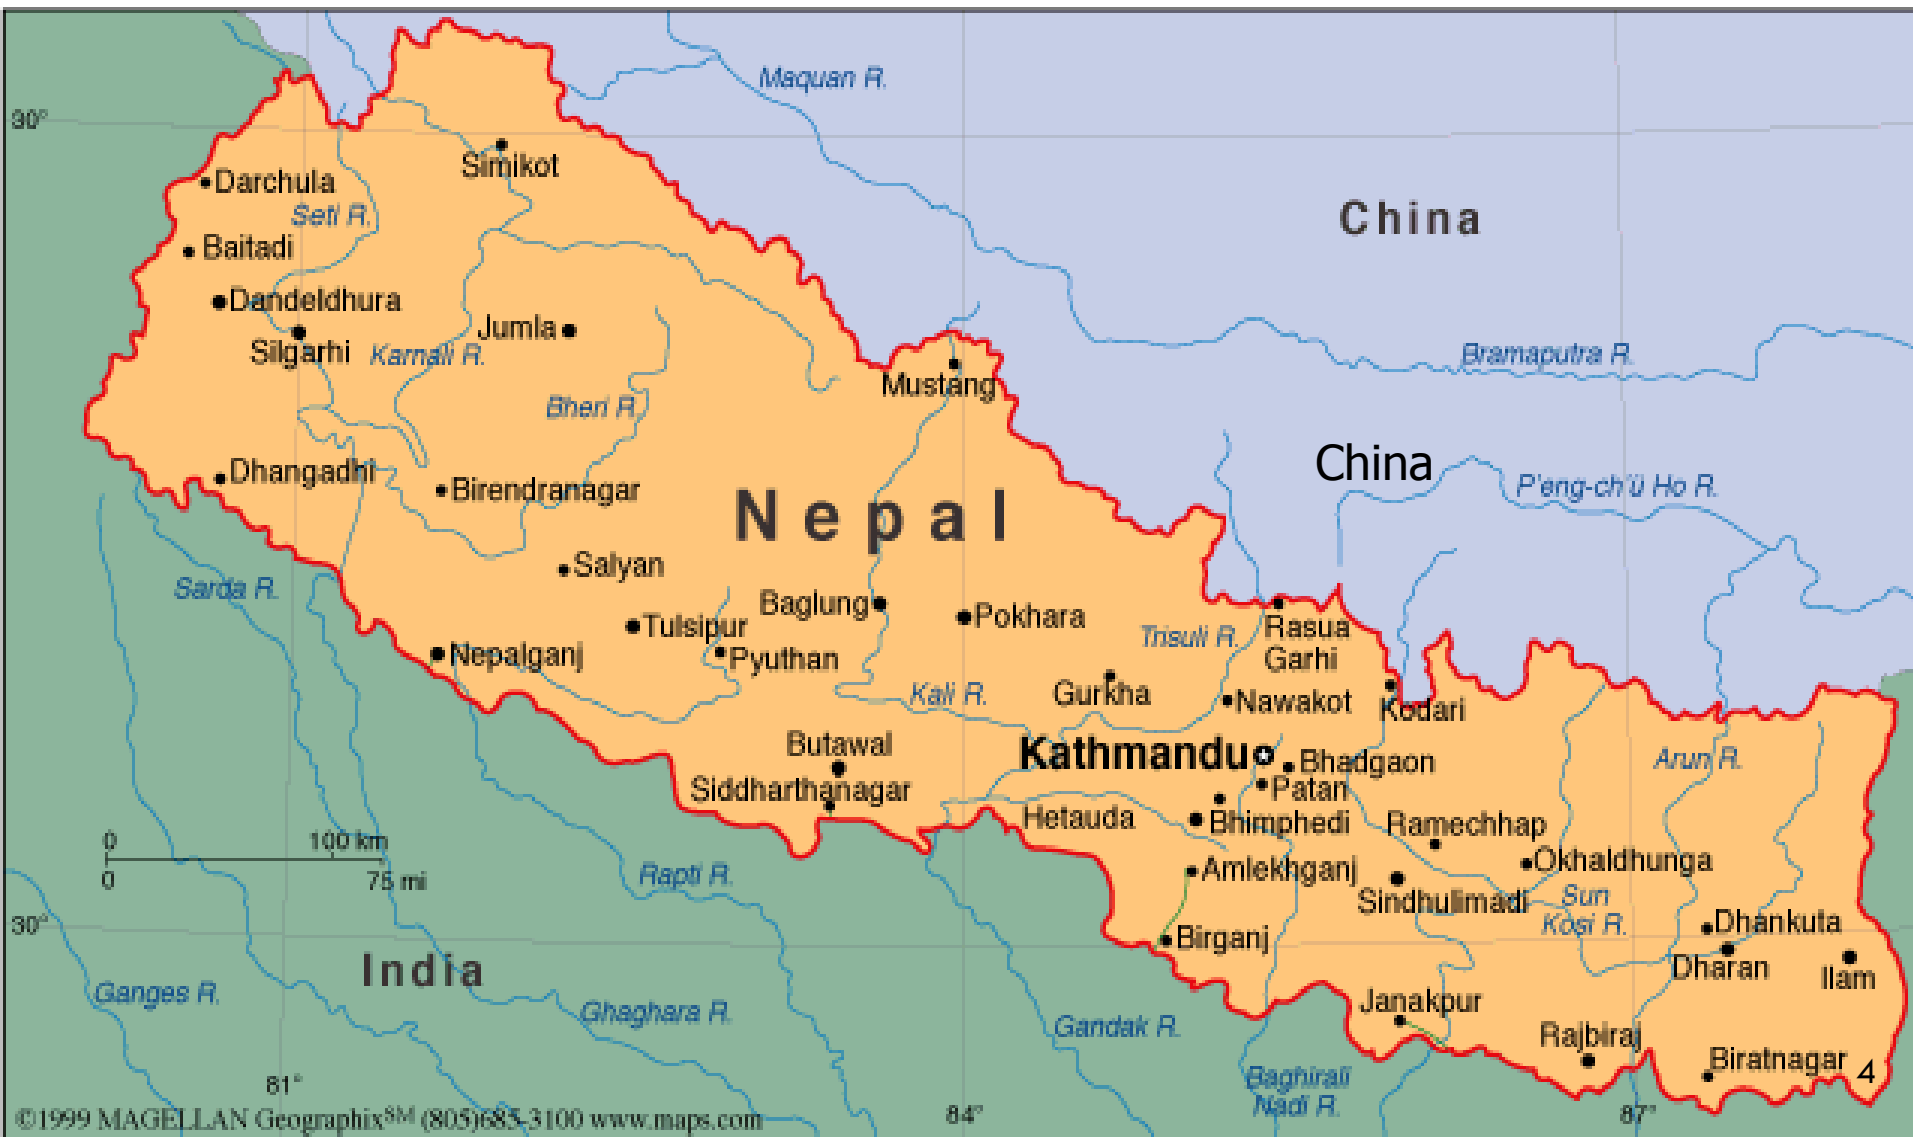 Maquan R.
30°
Simikot
Darchula
Seti R.
China
Baitadi
Dandeldhura
Jumla
Silgarhi
Karnali R.
Bramaputra R.
Mustang
Bheri R.
China
Dhangadhi
Birendranagar
P'eng-ch'ü Ho R.
Nepal
Salyan
Sarda R.
Baglung
Pokhara
Tulsipur
Trisuli R.
Rasua
Garhi
Nepalganj
Pyuthan
Kali R.
Gurkha
Nawakot
Kodari
Butawal
Kathmandu
Bhadgaon
Arun R.
Siddharthanagar
Patan
Hetauda
Bhimphedi
Ramechhap
0 100 km
0 75 mi
Rapti R.
Amlekhganj
Okhaldhunga
Sindhulimadi
Sun
Kosi R.
30°
Birganj
Dhankuta
India
Dharan
Ilam
Ganges R.
Ghaghara R.
Gandak R.
Janakpur
Rajbiraj
Biratnagar
4
81°
Baghirali
Nadi R.
©1999 MAGELLAN Geographix℠ (805)685-3100 www.maps.com
84°
87°